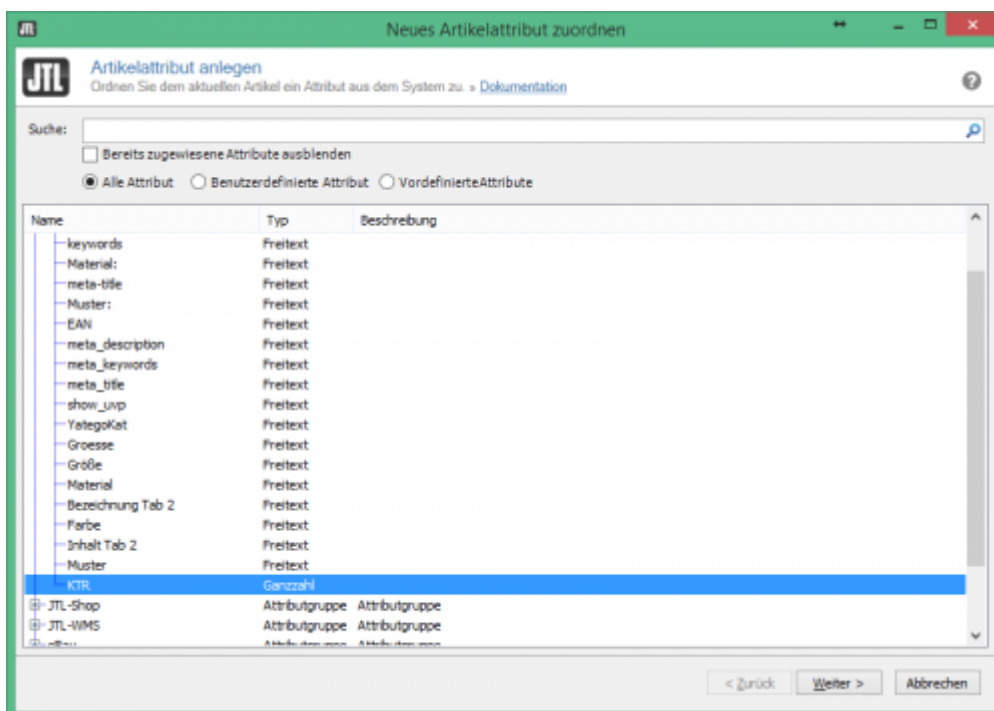 JTL Neues Artikelattribut zuordnen
JTL Artikelattribut anlegen
Ordnen Sie dem aktuellen Artikel ein Attribut aus dem System zu. » Dokumentation
Suche:
Bereits zugewiesene Attribute ausblenden
Alle Attribut Benutzerdefinierte Attribut Vordefinierte Attribute
Name Typ Beschreibung
keywords Freitext
Material: Freitext
meta-title Freitext
Muster: Freitext
EAN Freitext
meta_description Freitext
meta_keywords Freitext
meta_title Freitext
show_uvp Freitext
YategoKat Freitext
Groesse Freitext
Größe Freitext
Material Freitext
Bezeichnung Tab 2 Freitext
Farbe Freitext
Inhalt Tab 2 Freitext
Muster Freitext
KTR Ganzzahl
JTL-Shop Attributgruppe Attributgruppe
JTL-WMS Attributgruppe Attributgruppe
< Zurück Weiter > Abbrechen